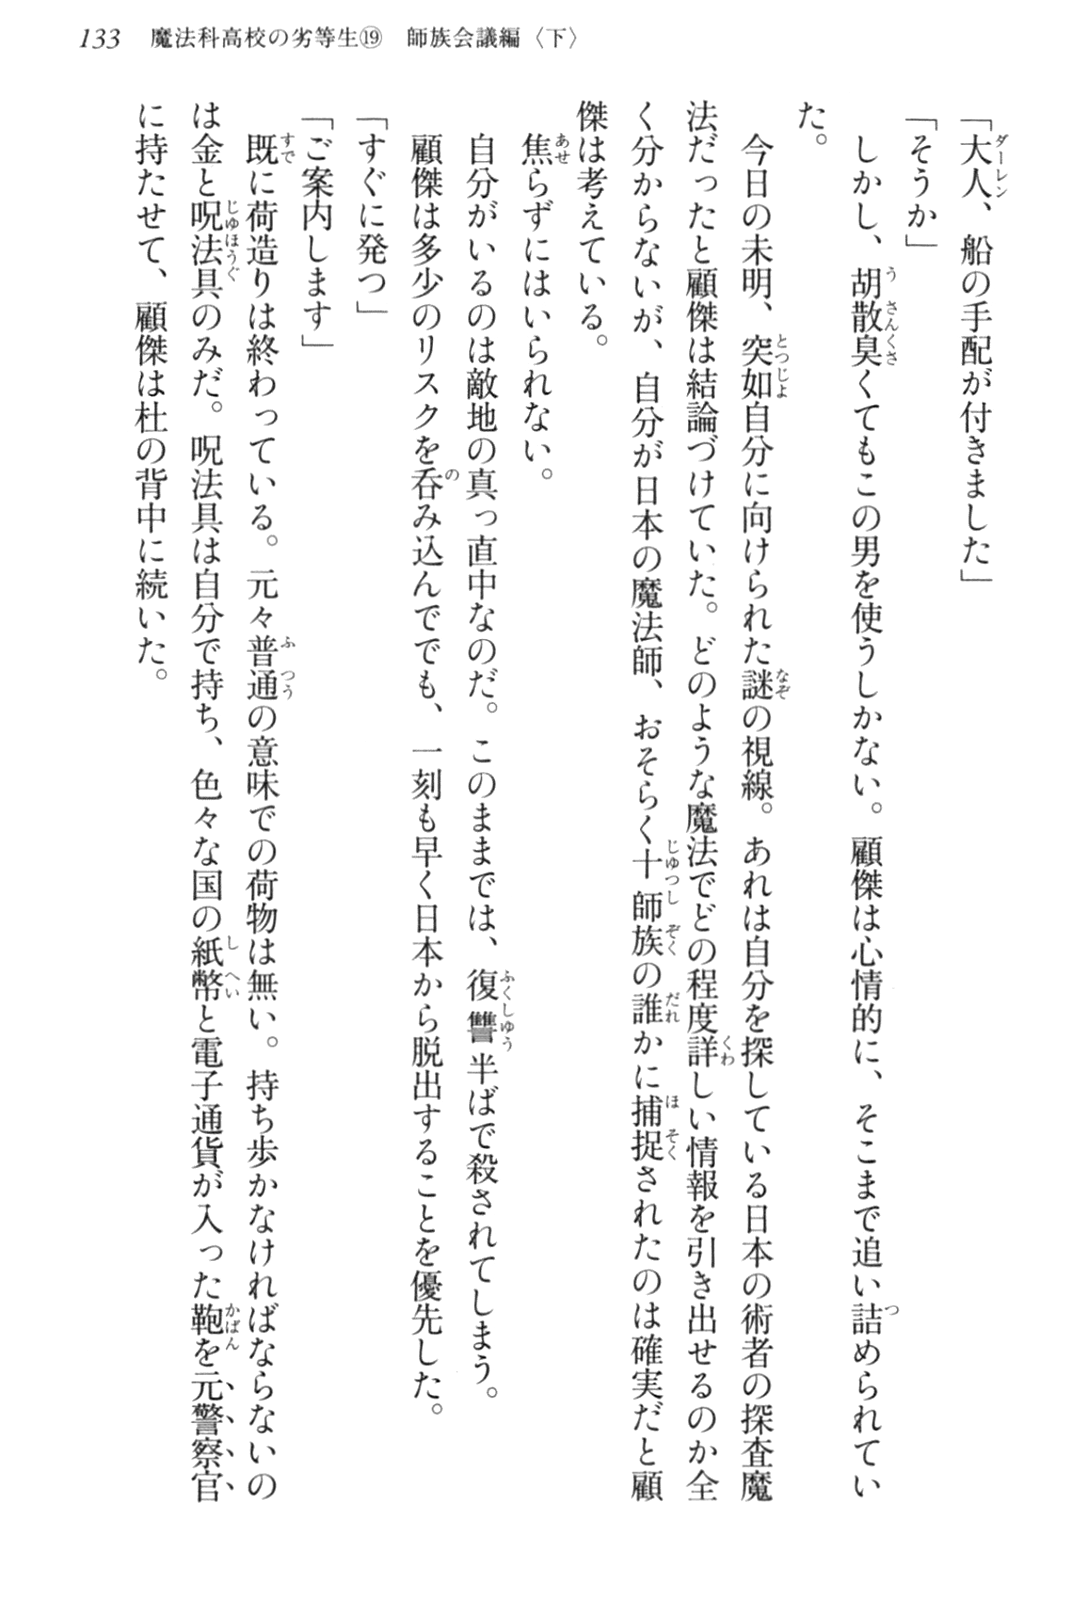 133 魔法科高校の劣等生⑲ 師族会議編〈下〉
「大人、船の手配が付きました」
「そうか」
しかし、胡散臭くてもこの男を使うしかない。顧傑は心情的に、そこまで追い詰められてい
た。
今日の未明、突如自分に向けられた謎の視線。あれは自分を探している日本の術者の探査魔
法だったと顧傑は結論づけていた。どのような魔法でどの程度詳しい情報を引き出せるのか全
く分からないが、自分が日本の魔法師、おそらく十師族の誰かに捕捉されたのは確実だと顧
傑は考えている。
焦らずにはいられない。
自分がいるのは敵地の真っ直中なのだ。このままでは、復讐半ばで殺されてしまう。
顧傑は多少のリスクを呑み込んででも、一刻も早く日本から脱出することを優先した。
「すぐに発つ」
「ご案内します」
既に荷造りは終わっている。元々普通の意味での荷物は無い。持ち歩かなければならないの
は金と呪法具のみだ。呪法具は自分で持ち、色々な国の紙幣と電子通貨が入った鞄を元警察官
に持たせて、顧傑は杜の背中に続いた。